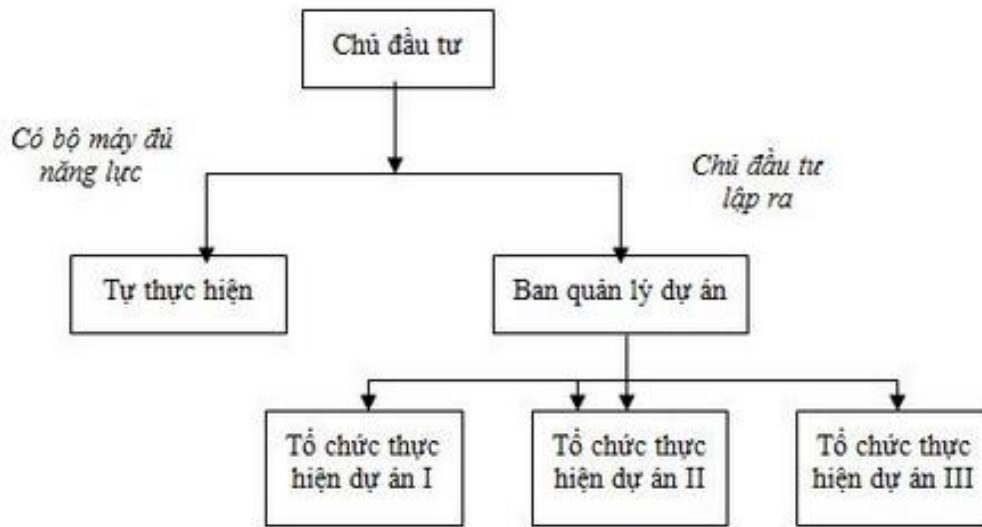 Chủ đầu tư
Có bộ máy đủ
năng lực
Chủ đầu tư
lập ra
Tự thực hiện
Ban quản lý dự án
Tổ chức thực
hiện dự án I
Tổ chức thực
hiện dự án II
Tổ chức thực
hiện dự án III